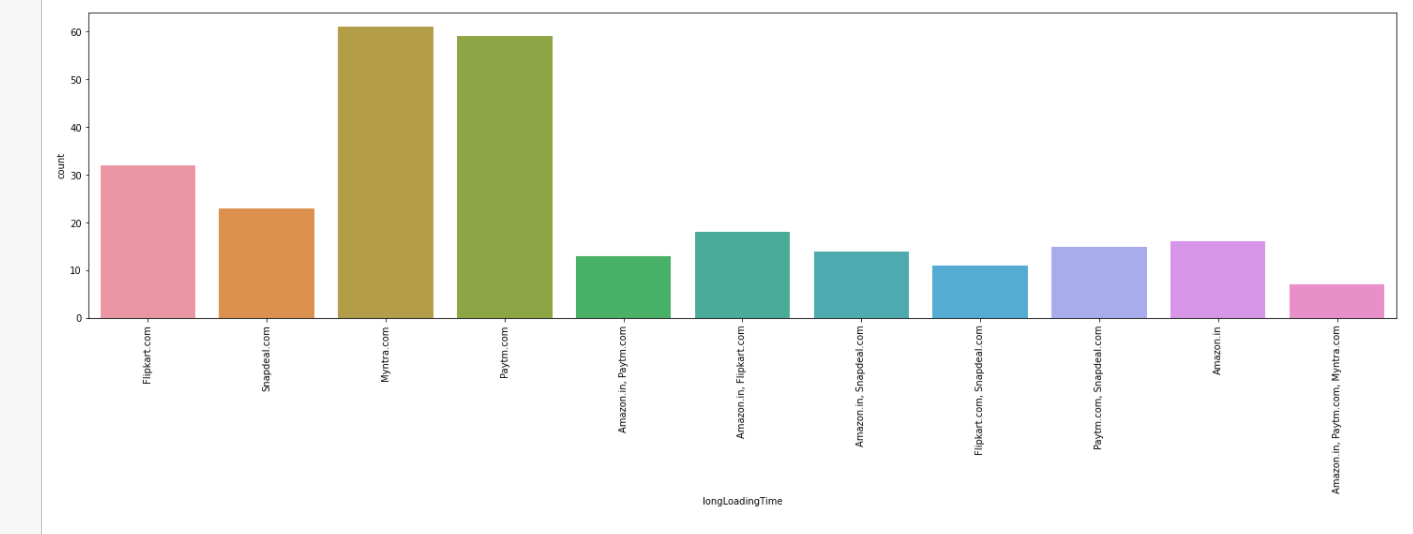 60
50
40
30
20
10
0
count
Flipkart.com
Snapdeal.com
Myntra.com
Paytm.com
Amazon.in, Paytm.com
Amazon.in, Flipkart.com
Amazon.in, Snapdeal.com
Flipkart.com, Snapdeal.com
Paytm.com, Snapdeal.com
Amazon.in
Amazon.in, Paytm.com, Myntra.com
longLoadingTime